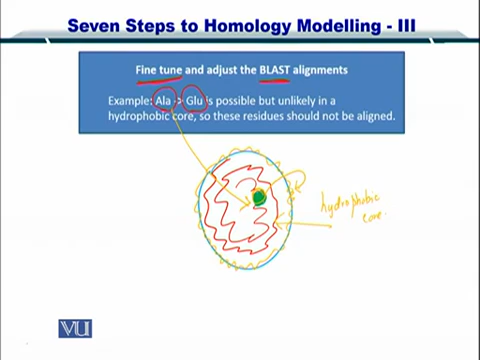 Seven Steps to Homology Modelling - III
Fine tune and adjust the BLAST alignments
Example: Ala -> Glu is possible but unlikely in a
hydrophobic core, so these residues should not be aligned.
hydrophobic
core.
VU